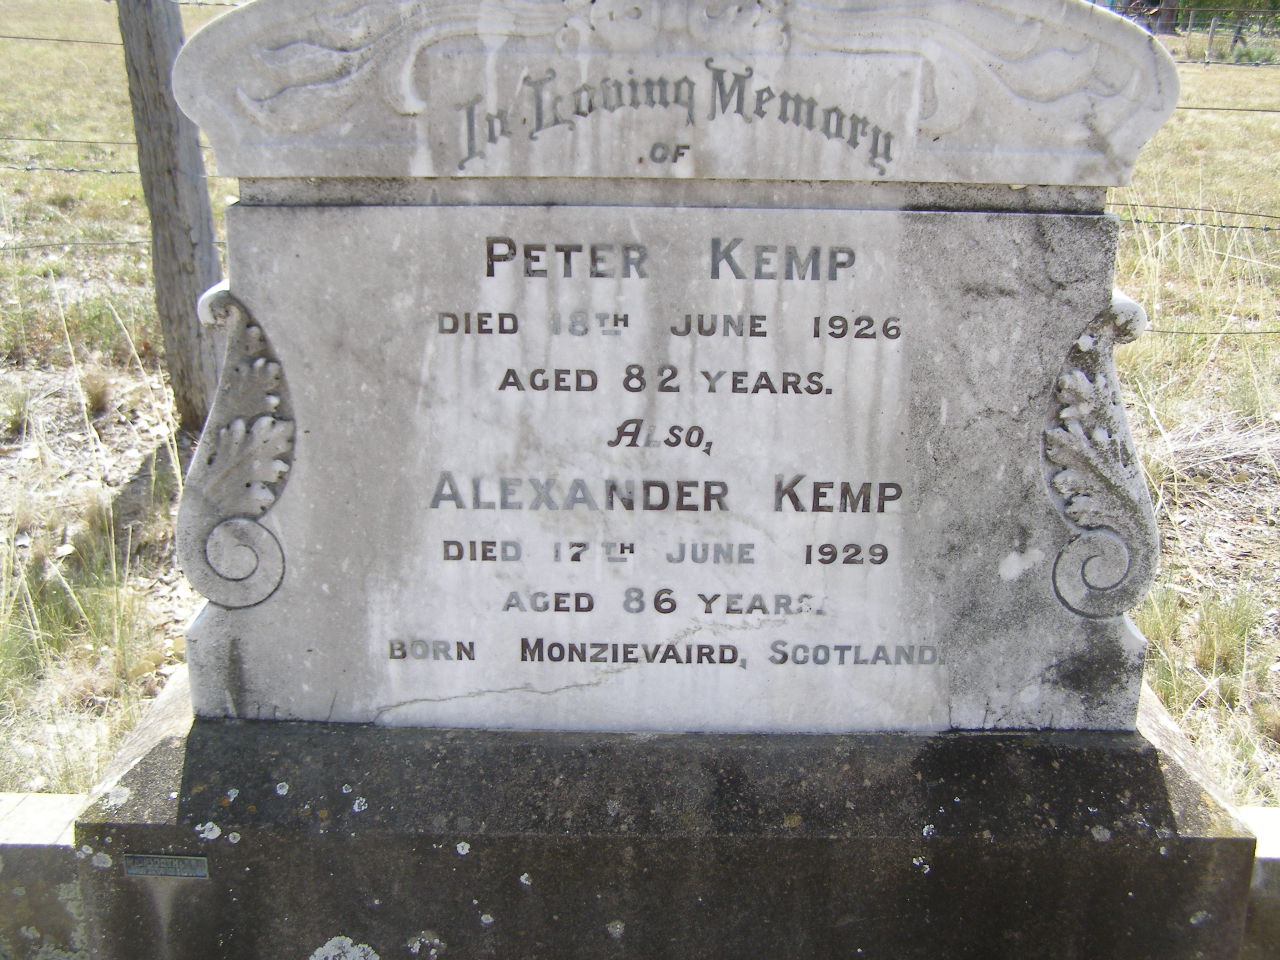 In Loving Memory
OF
PETER KEMP
DIED 18TH JUNE 1926
AGED 82 YEARS.
ALSO,
ALEXANDER KEMP
DIED 17TH JUNE 1929
AGED 86 YEARS.
BORN MONZIEVAIRD, SCOTLAND.